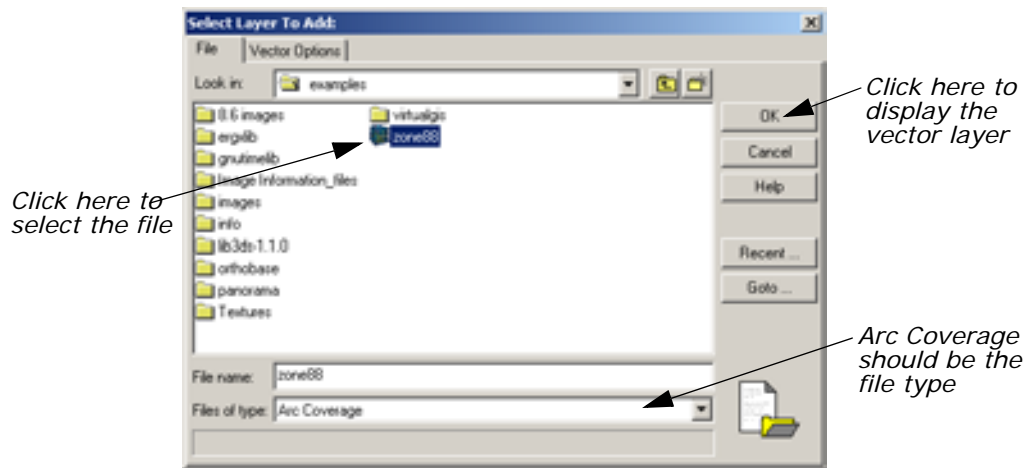 Select Layer To Add:
File
Vector Options
Look in:
examples
8.6 images
ergvlib
gnutimelib
Image Information_files
images
info
lib3ds-1.1.0
orthobase
panorama
Textures
virtualgis
zone88
OK
Cancel
Help
Recent ...
Goto ...
File name:
zone88
Files of type:
Arc Coverage
Click here to
select the file
Click here to
display the
vector layer
Arc Coverage
should be the
file type